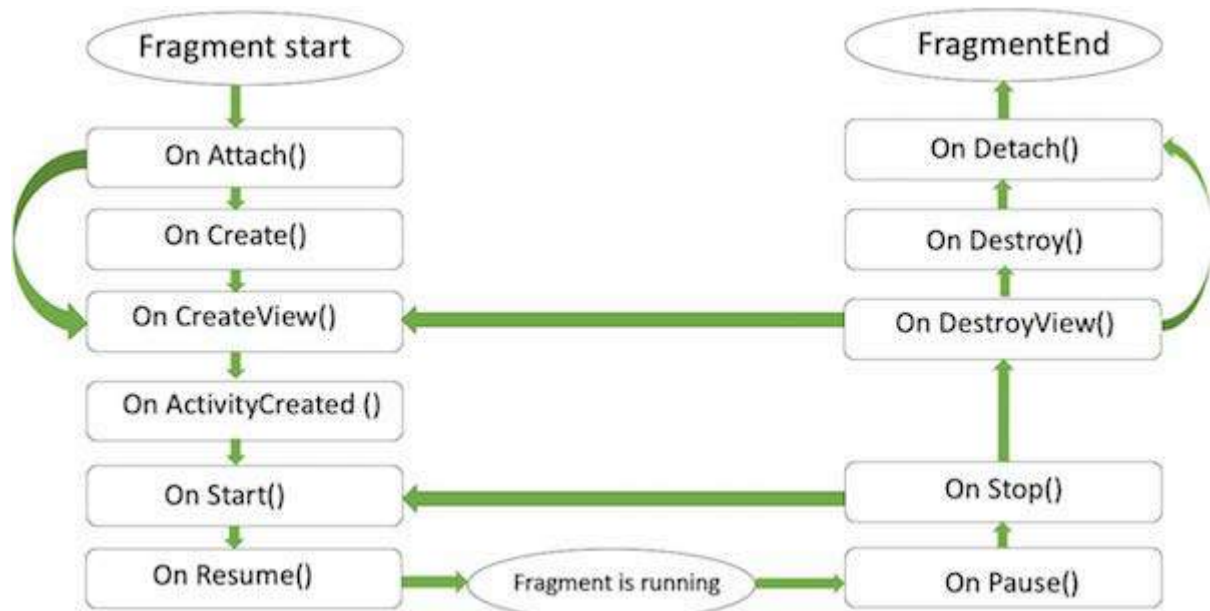 Fragment start
On Attach()
On Create()
On CreateView()
On ActivityCreated ()
On Start()
On Resume()
Fragment is running
On Pause()
On Stop()
On DestroyView()
On Destroy()
On Detach()
FragmentEnd